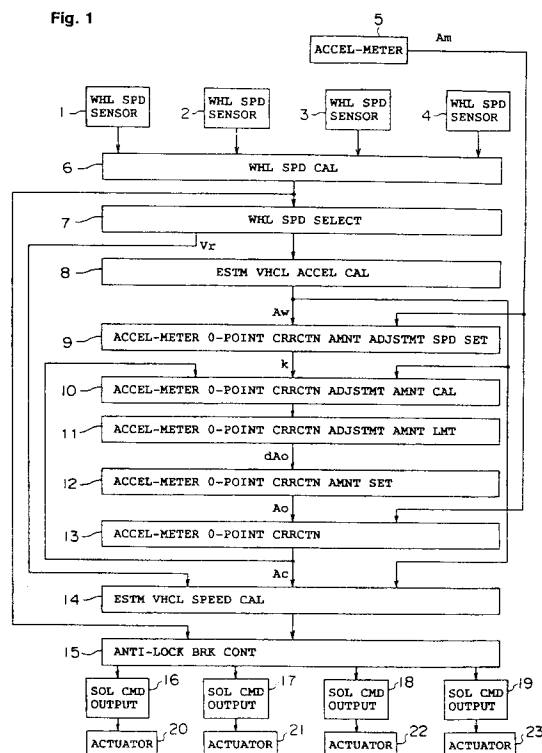 Fig. 1
5
ACCEL-METER
Am
1
WHL SPD
SENSOR
2
WHL SPD
SENSOR
3
WHL SPD
SENSOR
4
WHL SPD
SENSOR
6
WHL SPD CAL
7
WHL SPD SELECT
Vr
8
ESTM VHCL ACCEL CAL
Aw
9
ACCEL-METER 0-POINT CRRCTN AMNT ADJSTMT SPD SET
k
10
ACCEL-METER 0-POINT CRRCTN ADJSTMT AMNT CAL
11
ACCEL-METER 0-POINT CRRCTN ADJSTMT AMNT LMT
dAo
12
ACCEL-METER 0-POINT CRRCTN AMNT SET
Ao
13
ACCEL-METER 0-POINT CRRCTN
Ac
14
ESTM VHCL SPEED CAL
15
ANTI-LOCK BRK CONT
16
SOL CMD
OUTPUT
17
SOL CMD
OUTPUT
18
SOL CMD
OUTPUT
19
SOL CMD
OUTPUT
20
ACTUATOR
21
ACTUATOR
22
ACTUATOR
23
ACTUATOR